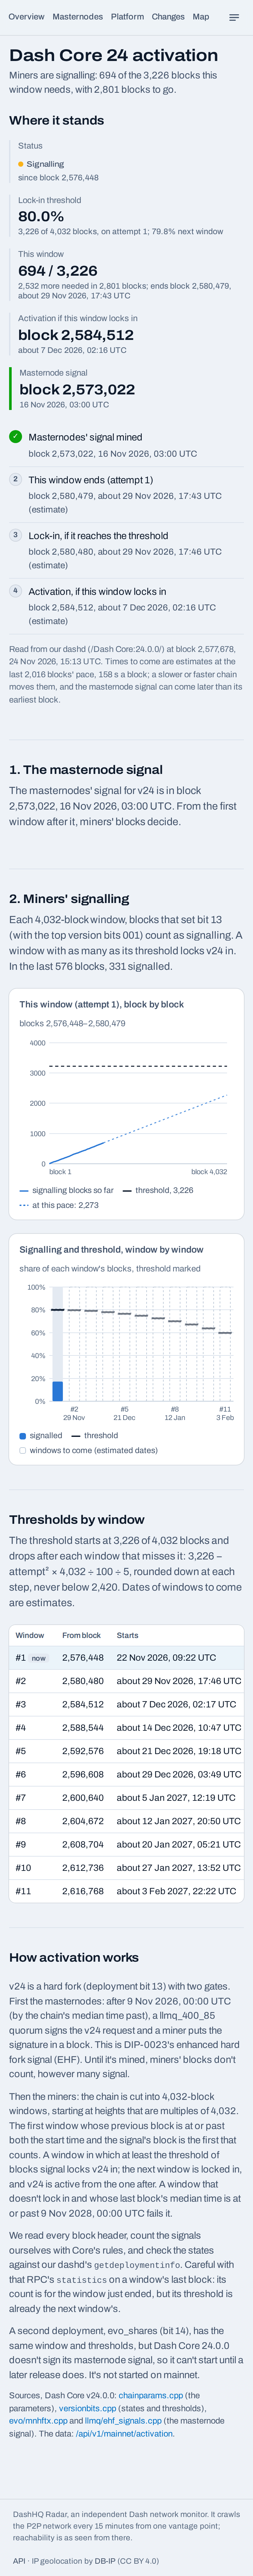 Overview Masternodes Platform Changes Map
Dash Core 24 activation
Miners are signalling: 694 of the 3,226 blocks this
window needs, with 2,801 blocks to go.
Where it stands
Status
Signalling
since block 2,576,448
Lock-in threshold
80.0%
3,226 of 4,032 blocks, on attempt 1; 79.8% next window
This window
694 / 3,226
2,532 more needed in 2,801 blocks; ends block 2,580,479,
about 29 Nov 2026, 17:43 UTC
Activation if this window locks in
block 2,584,512
about 7 Dec 2026, 02:16 UTC
Masternode signal
block 2,573,022
16 Nov 2026, 03:00 UTC
✓ Masternodes' signal mined
block 2,573,022, 16 Nov 2026, 03:00 UTC
2 This window ends (attempt 1)
block 2,580,479, about 29 Nov 2026, 17:43 UTC
(estimate)
3 Lock-in, if it reaches the threshold
block 2,580,480, about 29 Nov 2026, 17:46 UTC
(estimate)
4 Activation, if this window locks in
block 2,584,512, about 7 Dec 2026, 02:16 UTC
(estimate)
Read from our dashd (/Dash Core:24.0.0/) at block 2,577,678,
24 Nov 2026, 15:13 UTC. Times to come are estimates at the
last 2,016 blocks' pace, 158 s a block; a slower or faster chain
moves them, and the masternode signal can come later than its
earliest block.
1. The masternode signal
The masternodes' signal for v24 is in block
2,573,022, 16 Nov 2026, 03:00 UTC. From the first
window after it, miners' blocks decide.
2. Miners' signalling
Each 4,032-block window, blocks that set bit 13
(with the top version bits 001) count as signalling. A
window with as many as its threshold locks v24 in.
In the last 576 blocks, 331 signalled.
This window (attempt 1), block by block
blocks 2,576,448–2,580,479
4000
3000
2000
1000
0
block 1 block 4,032
signalling blocks so far threshold, 3,226
at this pace: 2,273
Signalling and threshold, window by window
share of each window's blocks, threshold marked
100%
80%
60%
40%
20%
0%
#2 #5 #8 #11
29 Nov 21 Dec 12 Jan 3 Feb
signalled threshold
windows to come (estimated dates)
Thresholds by window
The threshold starts at 3,226 of 4,032 blocks and
drops after each window that misses it: 3,226 −
attempt² × 4,032 ÷ 100 ÷ 5, rounded down at each
step, never below 2,420. Dates of windows to come
are estimates.
Window From block Starts
#1 now 2,576,448 22 Nov 2026, 09:22 UTC
#2 2,580,480 about 29 Nov 2026, 17:46 UTC
#3 2,584,512 about 7 Dec 2026, 02:17 UTC
#4 2,588,544 about 14 Dec 2026, 10:47 UTC
#5 2,592,576 about 21 Dec 2026, 19:18 UTC
#6 2,596,608 about 29 Dec 2026, 03:49 UTC
#7 2,600,640 about 5 Jan 2027, 12:19 UTC
#8 2,604,672 about 12 Jan 2027, 20:50 UTC
#9 2,608,704 about 20 Jan 2027, 05:21 UTC
#10 2,612,736 about 27 Jan 2027, 13:52 UTC
#11 2,616,768 about 3 Feb 2027, 22:22 UTC
How activation works
v24 is a hard fork (deployment bit 13) with two gates.
First the masternodes: after 9 Nov 2026, 00:00 UTC
(by the chain's median time past), a llmq_400_85
quorum signs the v24 request and a miner puts the
signature in a block. This is DIP-0023's enhanced hard
fork signal (EHF). Until it's mined, miners' blocks don't
count, however many signal.
Then the miners: the chain is cut into 4,032-block
windows, starting at heights that are multiples of 4,032.
The first window whose previous block is at or past
both the start time and the signal's block is the first that
counts. A window in which at least the threshold of
blocks signal locks v24 in; the next window is locked in,
and v24 is active from the one after. A window that
doesn't lock in and whose last block's median time is at
or past 9 Nov 2028, 00:00 UTC fails it.
We read every block header, count the signals
ourselves with Core's rules, and check the states
against our dashd's getdeploymentinfo. Careful with
that RPC's statistics on a window's last block: its
count is for the window just ended, but its threshold is
already the next window's.
A second deployment, evo_shares (bit 14), has the
same window and thresholds, but Dash Core 24.0.0
doesn't sign its masternode signal, so it can't start until a
later release does. It's not started on mainnet.
Sources, Dash Core v24.0.0: chainparams.cpp (the
parameters), versionbits.cpp (states and thresholds),
evo/mnhftx.cpp and llmq/ehf_signals.cpp (the masternode
signal). The data: /api/v1/mainnet/activation.
DashHQ Radar, an independent Dash network monitor. It crawls
the P2P network every 15 minutes from one vantage point;
reachability is as seen from there.
API · IP geolocation by DB-IP (CC BY 4.0)